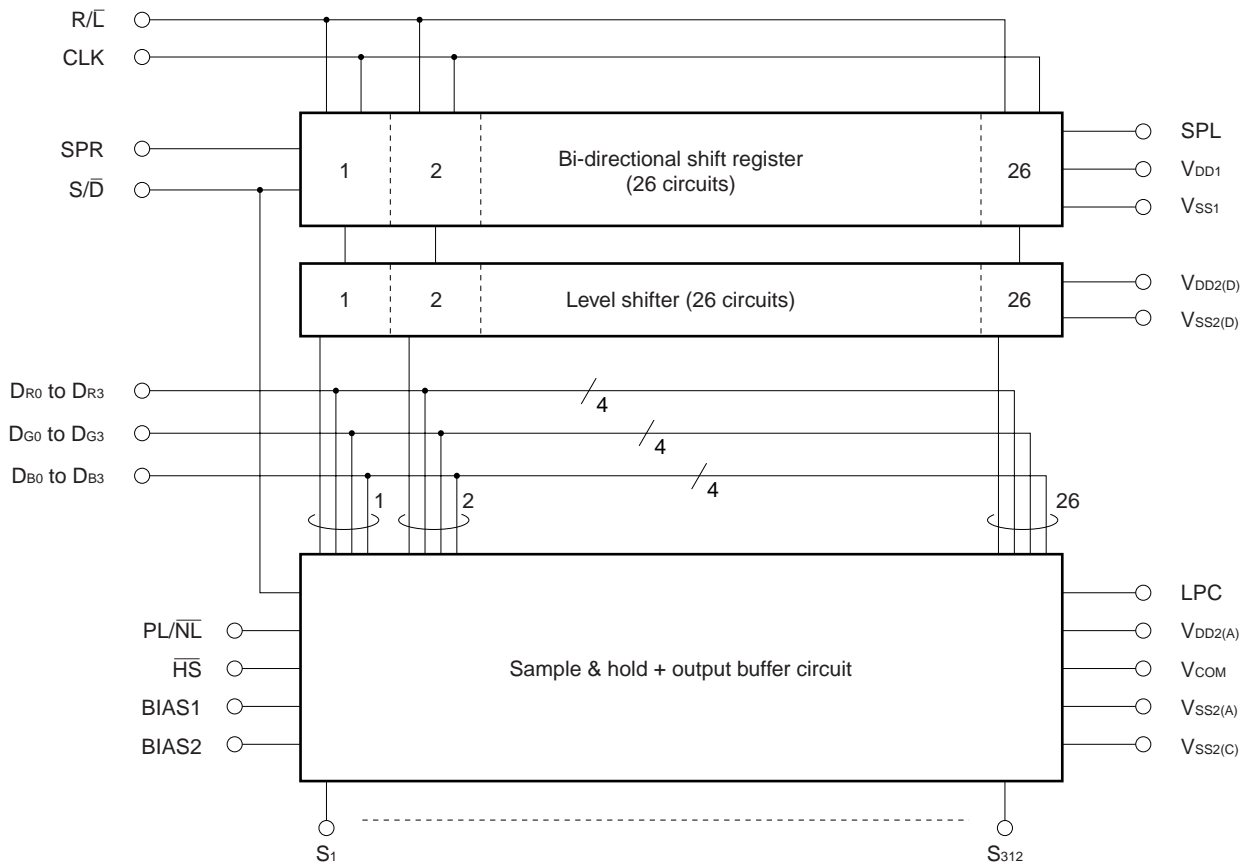 R/L̅
CLK
SPR
S/D̅
1
2
Bi-directional shift register
(26 circuits)
26
SPL
VDD1
VSS1
1
2
Level shifter (26 circuits)
26
VDD2(D)
VSS2(D)
DR0 to DR3
4
DG0 to DG3
4
DB0 to DB3
4
1
2
26
PL/N̅L̅
H̅S̅
BIAS1
BIAS2
Sample & hold + output buffer circuit
LPC
VDD2(A)
VCOM
VSS2(A)
VSS2(C)
S1
S312